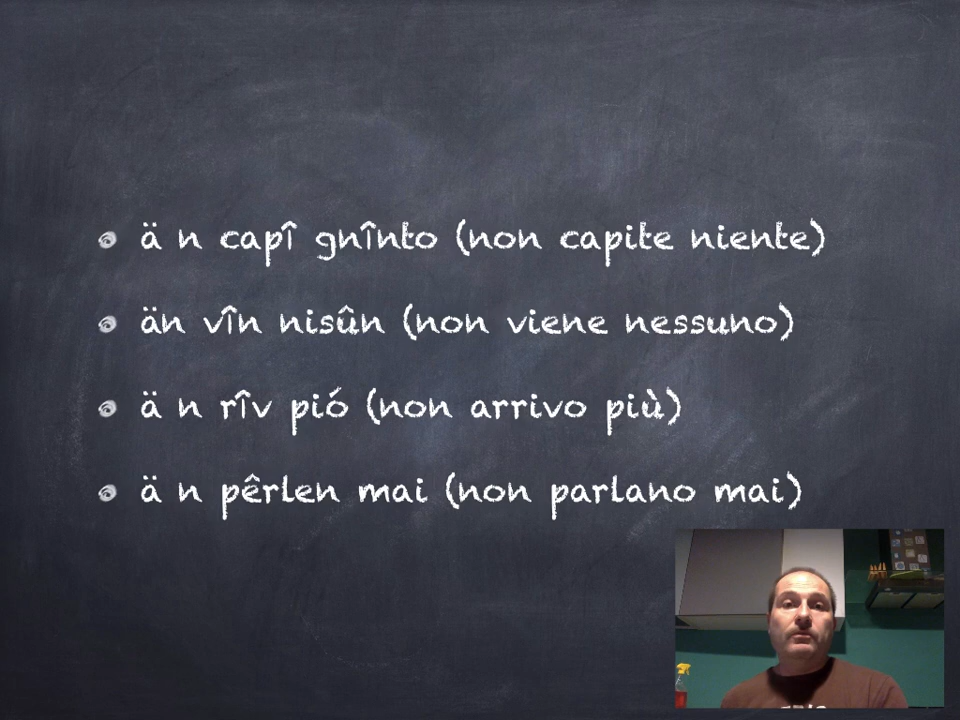 ä n capî gnînto (non capite niente)
än vîn nisûn (non viene nessuno)
ä n rîv pió (non arrivo più)
ä n pêrlen mai (non parlano mai)